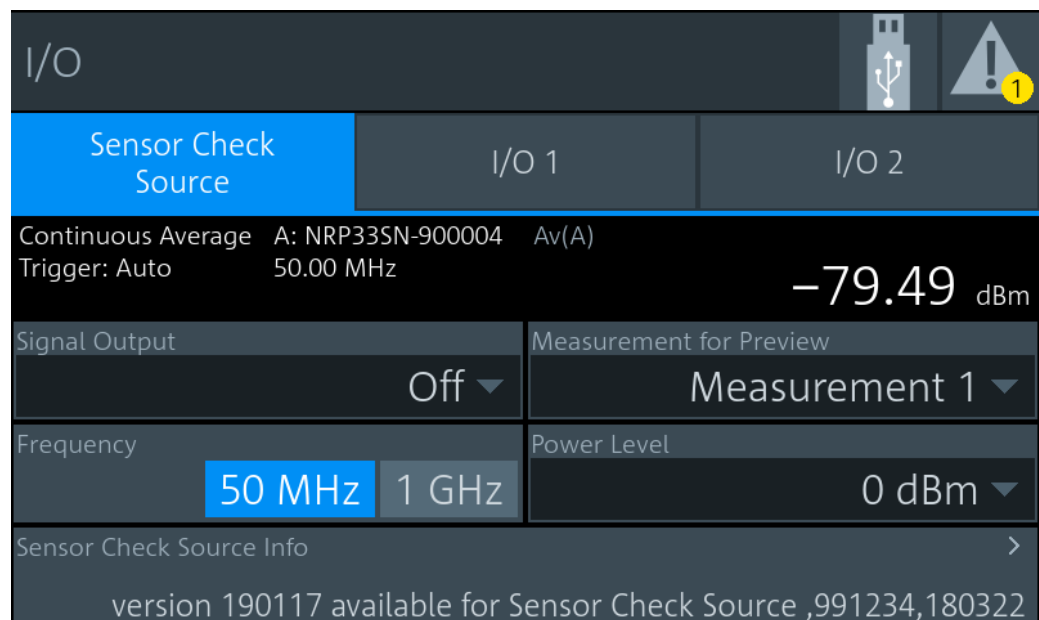 I/O
1
Sensor Check
Source
I/O 1
I/O 2
Continuous Average A: NRP33SN-900004 Av(A)
Trigger: Auto 50.00 MHz
−79.49 dBm
Signal Output
Off
Measurement for Preview
Measurement 1
Frequency
50 MHz 1 GHz
Power Level
0 dBm
Sensor Check Source Info >
version 190117 available for Sensor Check Source ,991234,180322